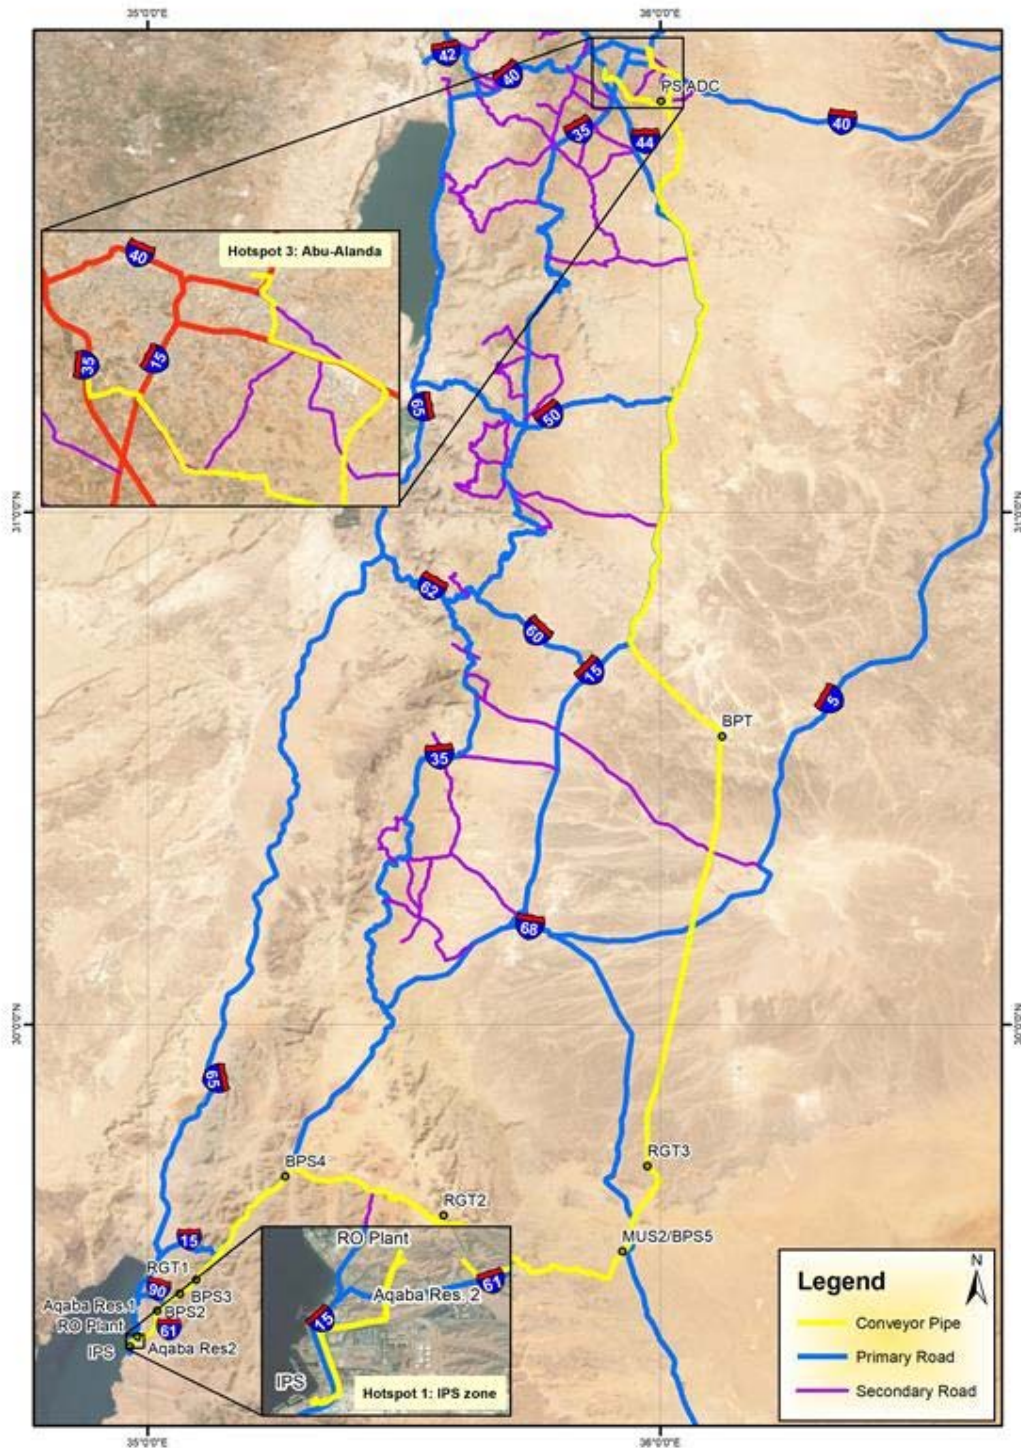 35°0'0"E
36°0'0"E
42
40
PS ADC
40
35
44
Hotspot 3: Abu-Alanda
40
35
15
65
50
31°0'0"N
31°0'0"N
62
60
15
5
BPT
35
68
30°0'0"N
30°0'0"N
65
BPS4
RGT3
RGT2
15
RO Plant
MUS2/BPS5
RGT1
90
BPS3
Aqaba Res. 2
61
Aqaba Res.1
BPS2
15
RO Plant
61
IPS
Aqaba Res2
IPS
Hotspot 1: IPS zone
N
Legend
Conveyor Pipe
Primary Road
Secondary Road
35°0'0"E
36°0'0"E